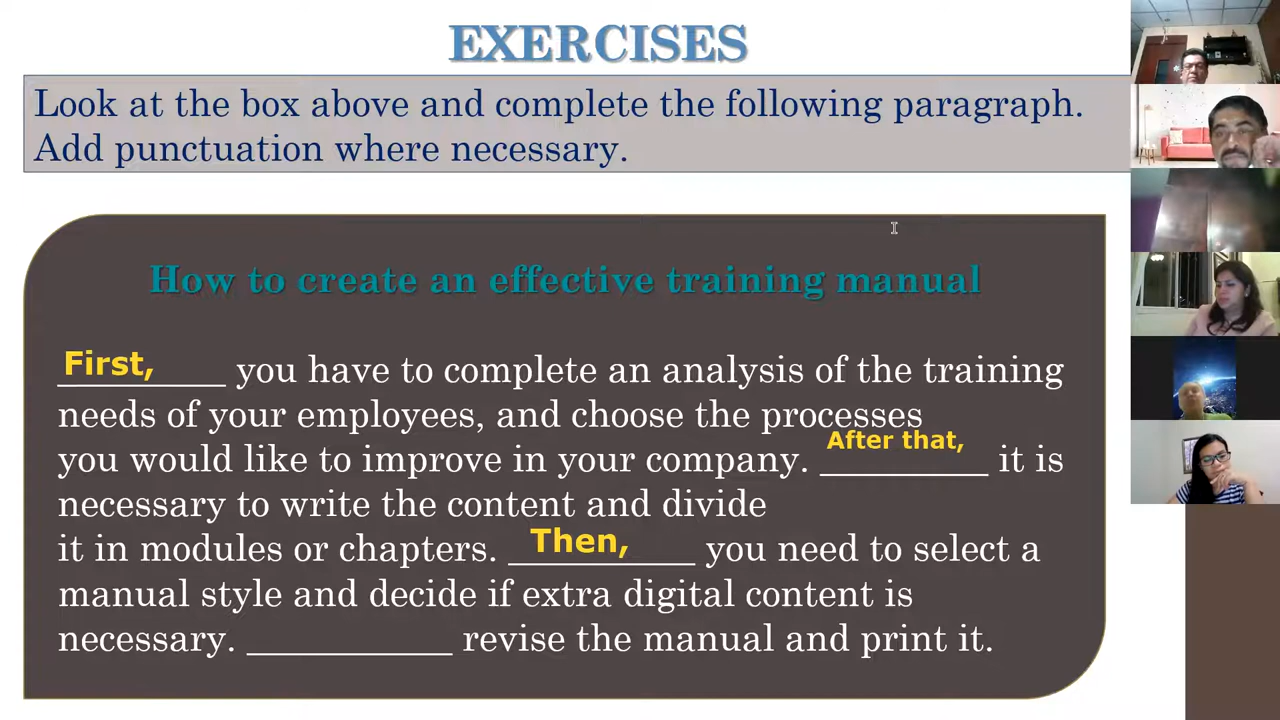 EXERCISES
Look at the box above and complete the following paragraph.
Add punctuation where necessary.
How to create an effective training manual
First, you have to complete an analysis of the training
needs of your employees, and choose the processes
you would like to improve in your company. After that, it is
necessary to write the content and divide
it in modules or chapters. Then, you need to select a
manual style and decide if extra digital content is
necessary. ___________ revise the manual and print it.